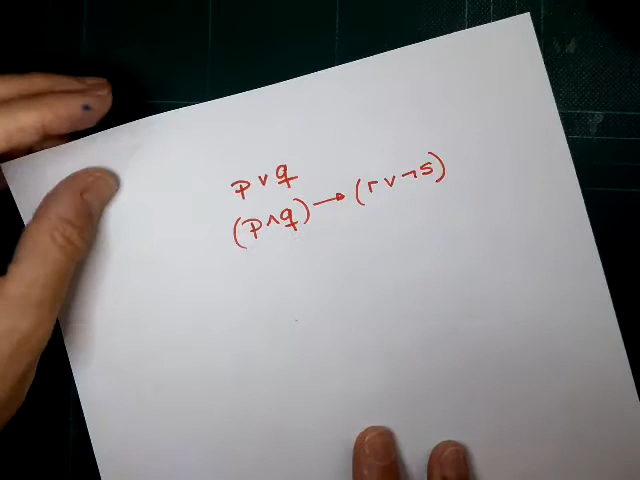 p ∨ q
(p ∧ q) → (r ∨ ¬ s)